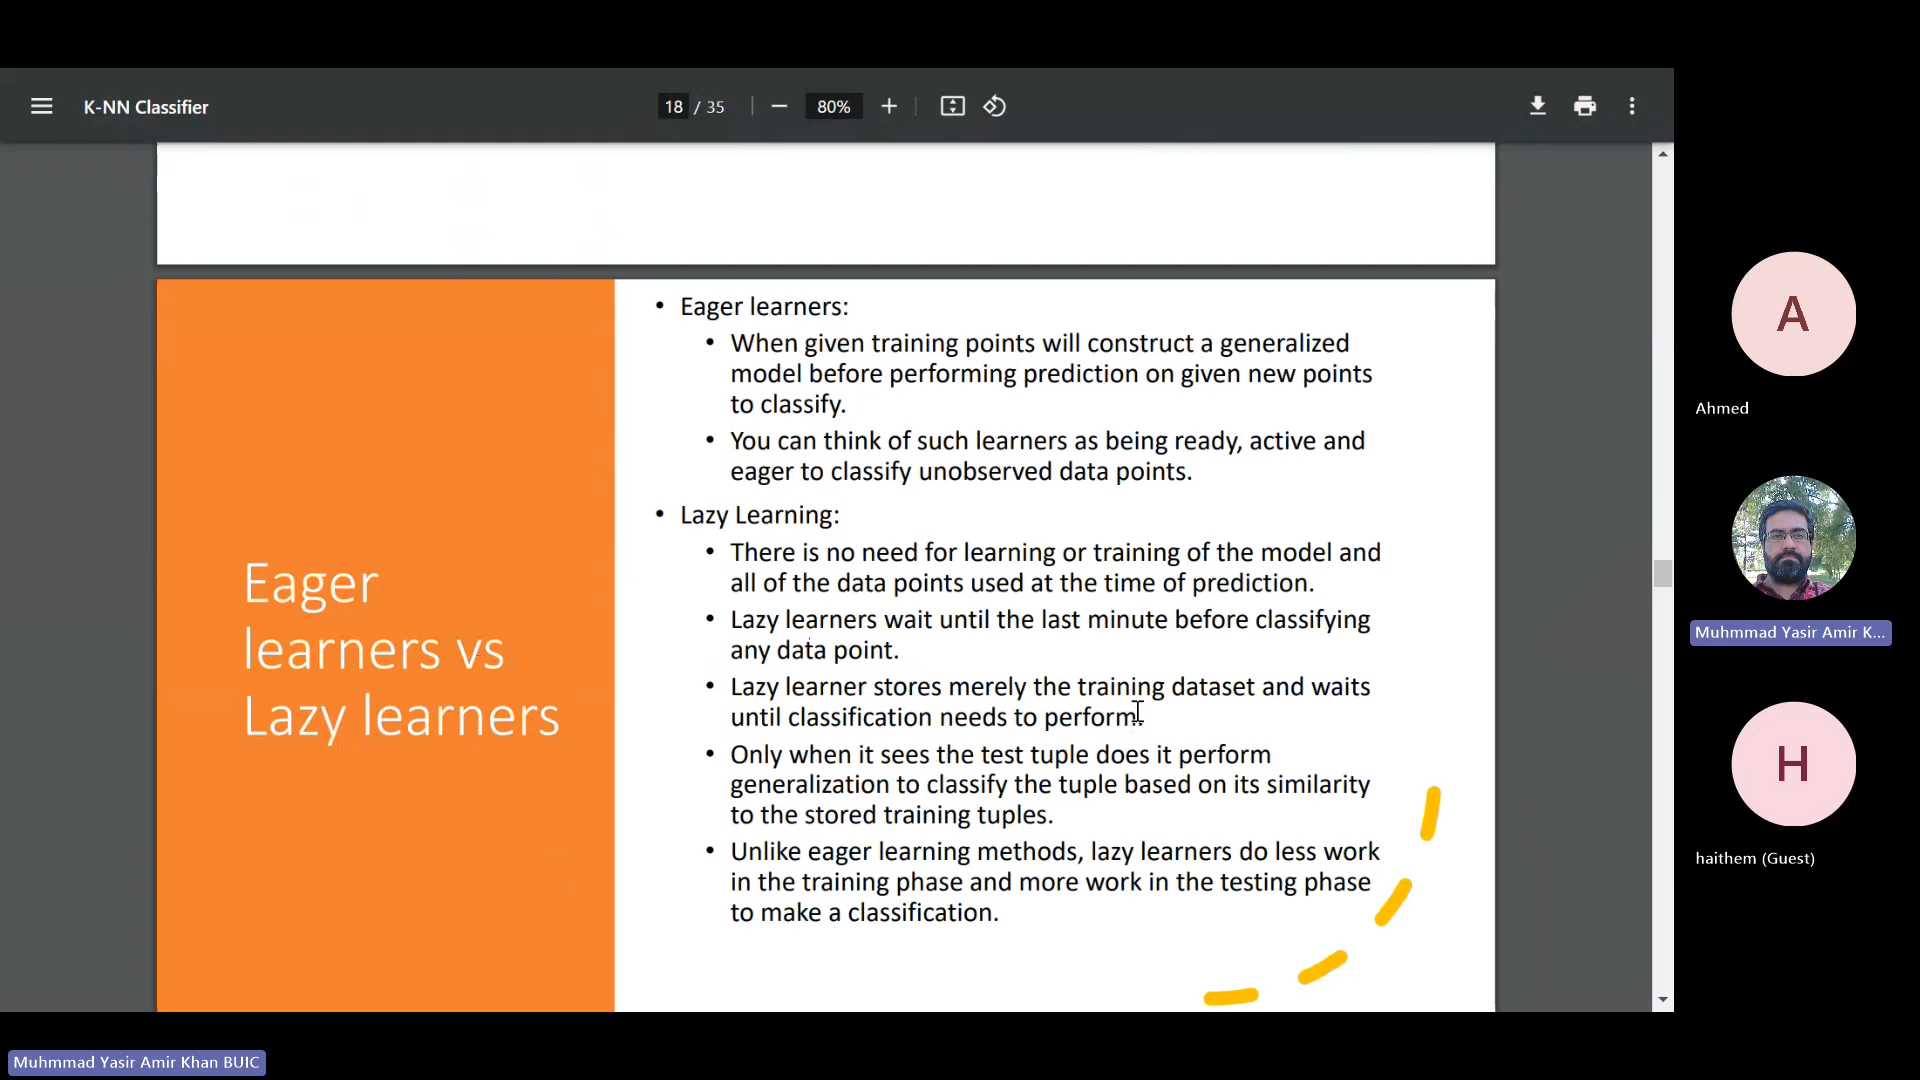 K-NN Classifier
18 / 35
80%
Eager
learners vs
Lazy learners
• Eager learners:
• When given training points will construct a generalized
model before performing prediction on given new points
to classify.
• You can think of such learners as being ready, active and
eager to classify unobserved data points.
• Lazy Learning:
• There is no need for learning or training of the model and
all of the data points used at the time of prediction.
• Lazy learners wait until the last minute before classifying
any data point.
• Lazy learner stores merely the training dataset and waits
until classification needs to perform.
• Only when it sees the test tuple does it perform
generalization to classify the tuple based on its similarity
to the stored training tuples.
• Unlike eager learning methods, lazy learners do less work
in the training phase and more work in the testing phase
to make a classification.
A
Ahmed
Muhmmad Yasir Amir K...
H
haithem (Guest)
Muhmmad Yasir Amir Khan BUIC